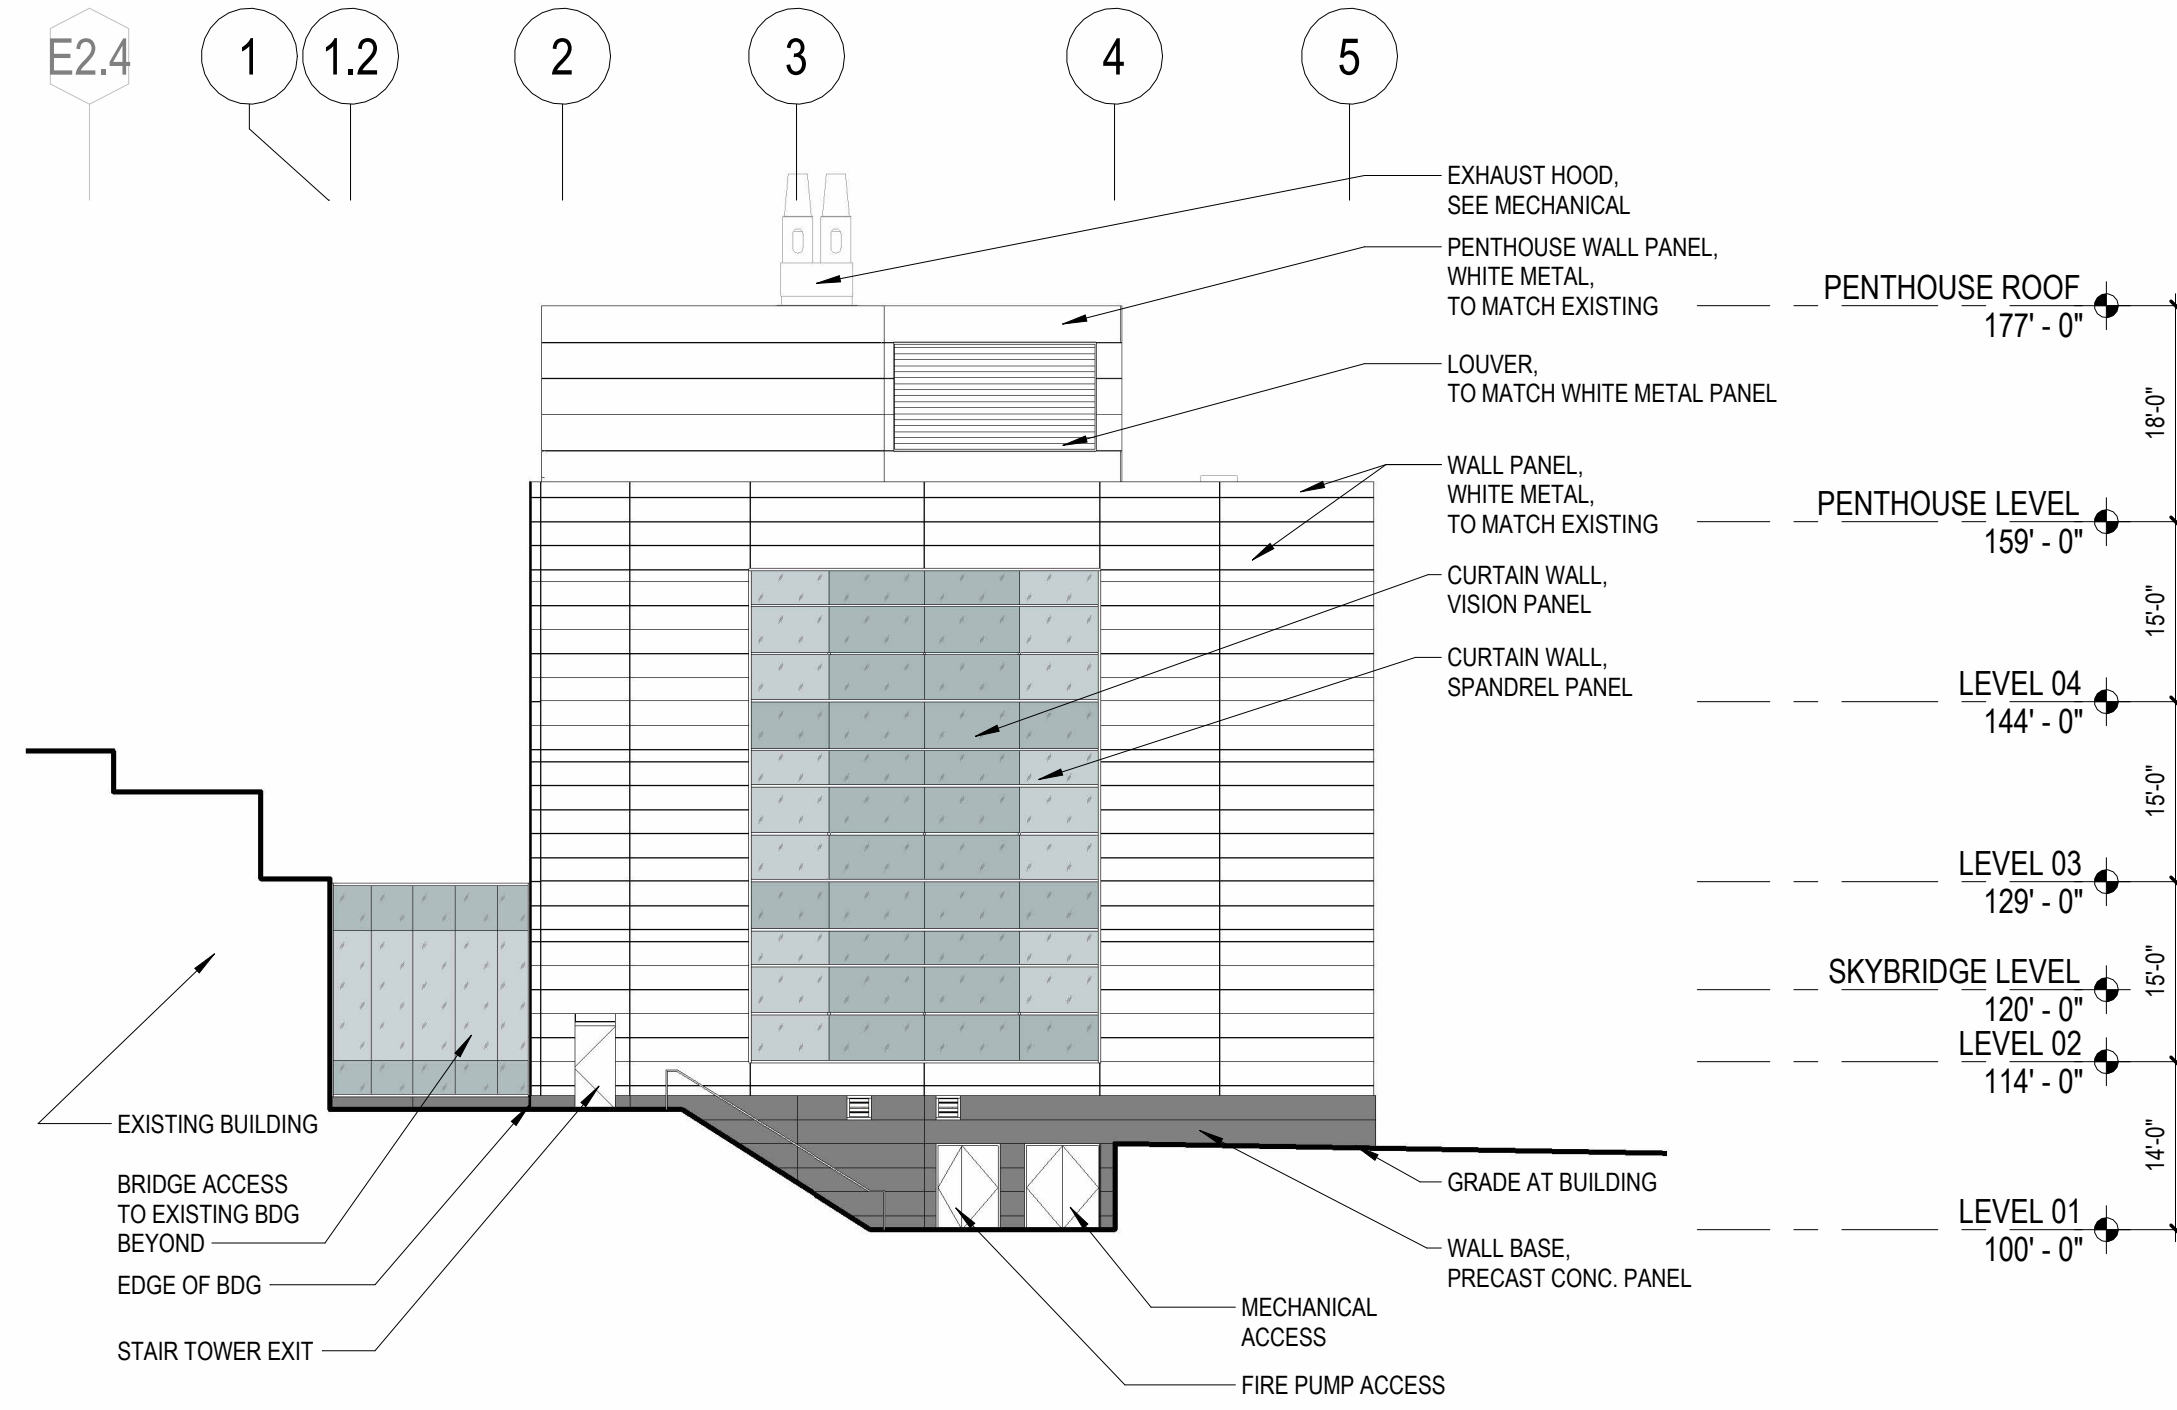 E2.4
1
1.2
2
3
4
5
EXHAUST HOOD,
SEE MECHANICAL
PENTHOUSE WALL PANEL,
WHITE METAL,
TO MATCH EXISTING
LOUVER,
TO MATCH WHITE METAL PANEL
WALL PANEL,
WHITE METAL,
TO MATCH EXISTING
CURTAIN WALL,
VISION PANEL
CURTAIN WALL,
SPANDREL PANEL
PENTHOUSE ROOF
177' - 0"
18'-0"
PENTHOUSE LEVEL
159' - 0"
15'-0"
LEVEL 04
144' - 0"
15'-0"
LEVEL 03
129' - 0"
15'-0"
SKYBRIDGE LEVEL
120' - 0"
LEVEL 02
114' - 0"
14'-0"
LEVEL 01
100' - 0"
EXISTING BUILDING
BRIDGE ACCESS
TO EXISTING BDG
BEYOND
EDGE OF BDG
STAIR TOWER EXIT
GRADE AT BUILDING
WALL BASE,
PRECAST CONC. PANEL
MECHANICAL
ACCESS
FIRE PUMP ACCESS